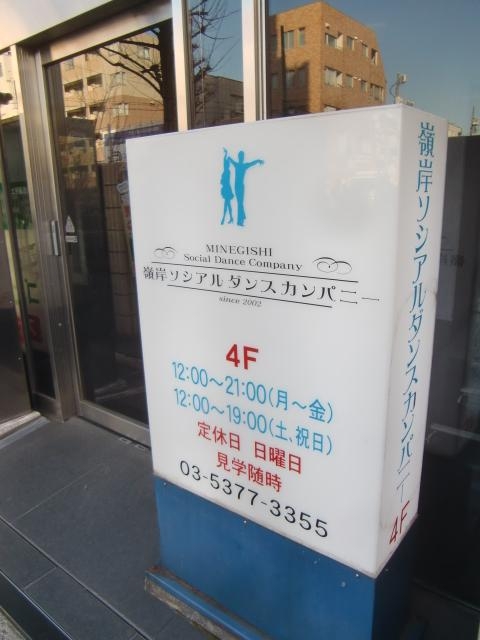 MINEGISHI
Social Dance Company
嶺岸ソシアルダンスカンパニー
since 2002
4F
12:00～21:00(月～金)
12:00～19:00(土、祝日)
定休日 日曜日
見学随時
03-5377-3355
嶺岸ソシアルダンスカンパニー 4F